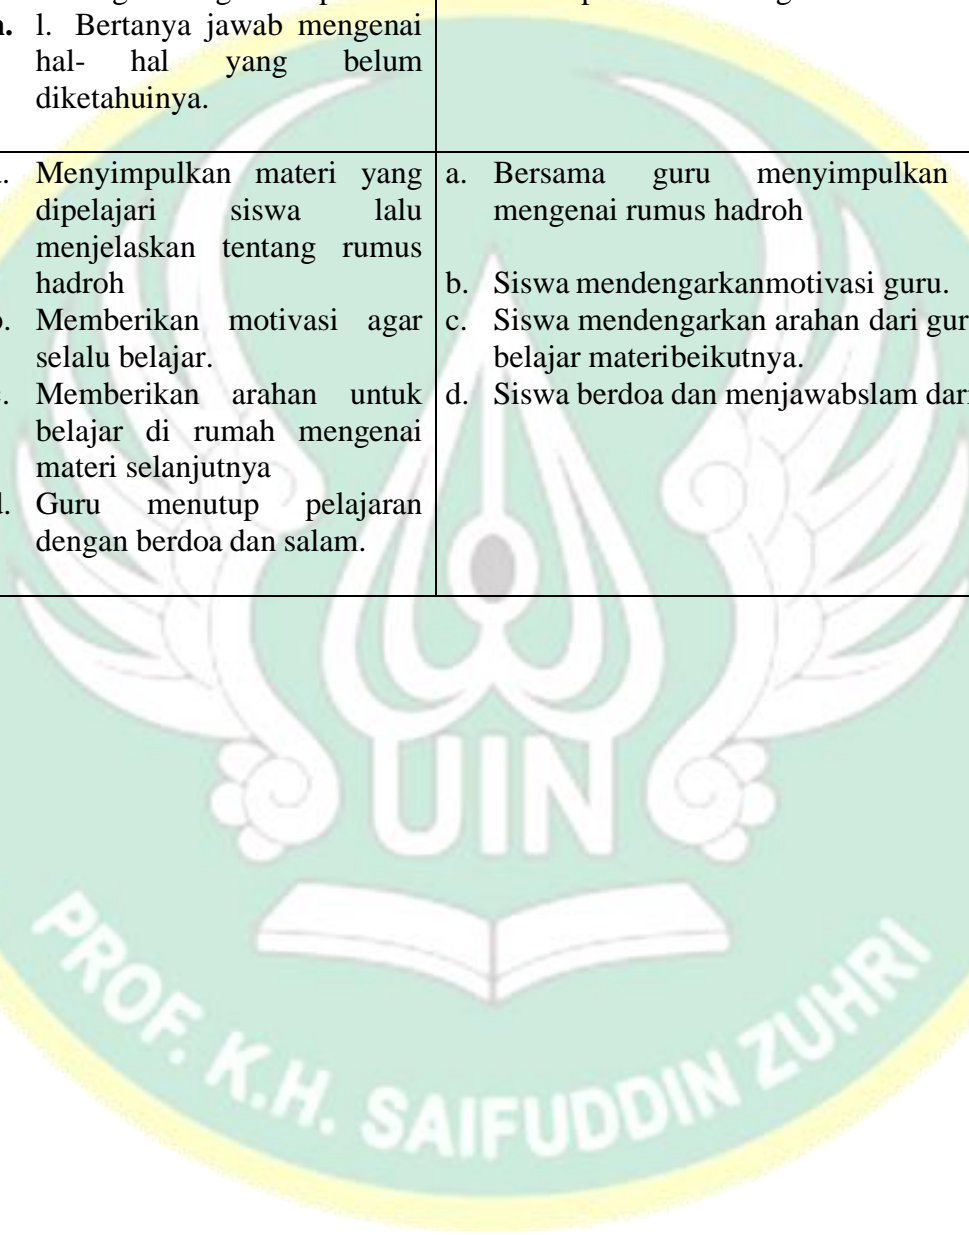 l. Bertanya jawab mengenai
hal- hal yang belum
diketahuinya.
Menyimpulkan materi yang
dipelajari siswa lalu
menjelaskan tentang rumus
hadroh
Memberikan motivasi agar
selalu belajar.
Memberikan arahan untuk
belajar di rumah mengenai
materi selanjutnya
d. Guru menutup pelajaran
dengan berdoa dan salam.
a. Bersama guru menyimpulkan
mengenai rumus hadroh
b. Siswa mendengarkanmotivasi guru.
c. Siswa mendengarkan arahan dari gur
belajar materibeikutnya.
d. Siswa berdoa dan menjawabslam dari
UIN
PROF. K.H. SAIFUDDIN ZUHRI